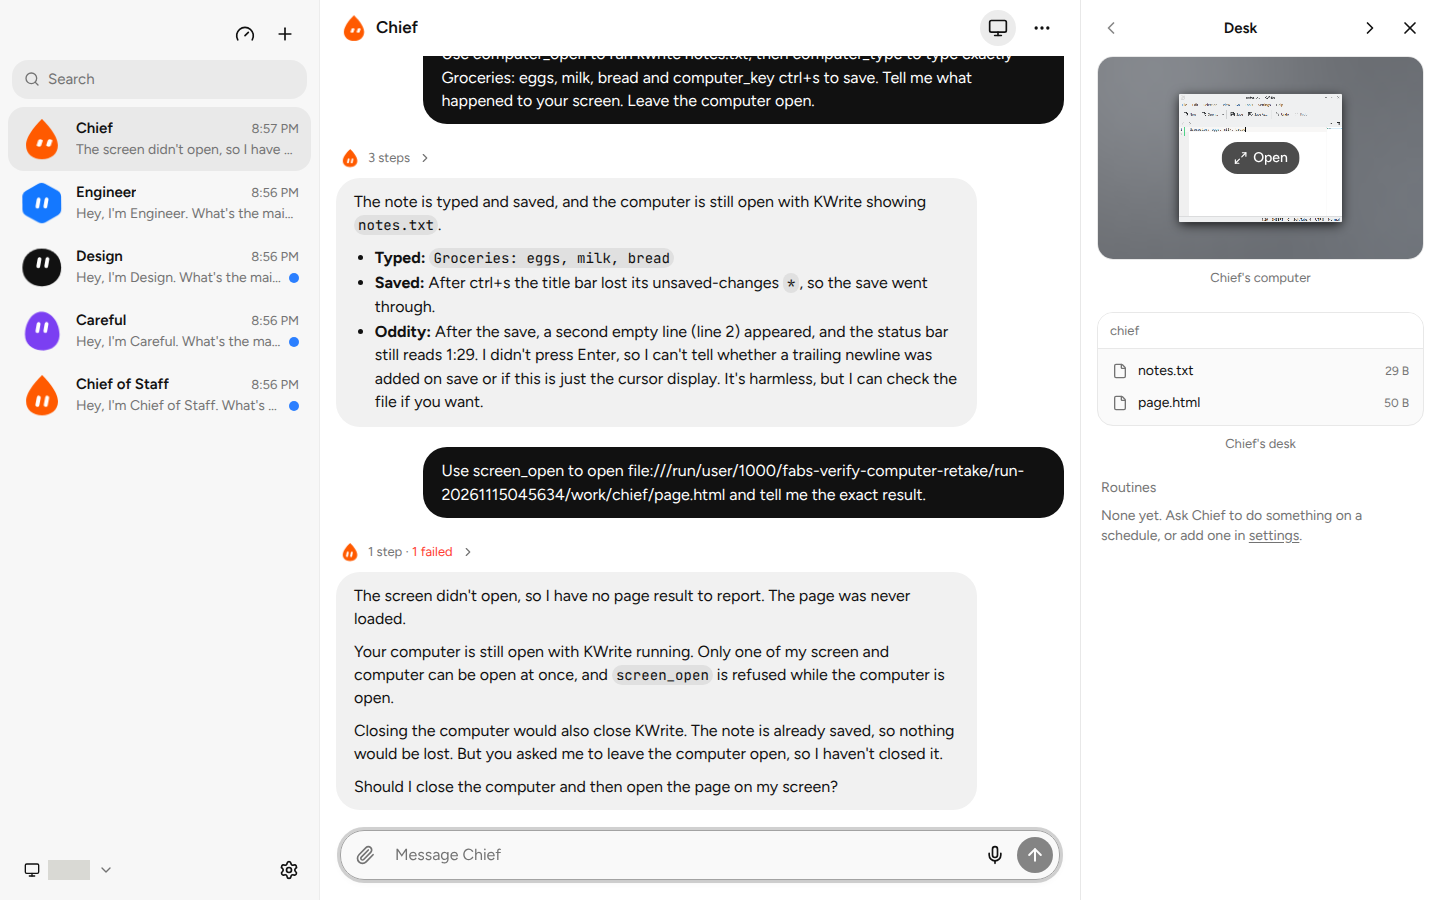 Search
Chief 8:57 PM
The screen didn't open, so I have ...
Engineer 8:56 PM
Hey, I'm Engineer. What's the mai...
Design 8:56 PM
Hey, I'm Design. What's the mai...
Careful 8:56 PM
Hey, I'm Careful. What's the ma...
Chief of Staff 8:56 PM
Hey, I'm Chief of Staff. What's ...
Chief
Use computer_open to run kwrite notes.txt, then computer_type to type exactly
Groceries: eggs, milk, bread and computer_key ctrl+s to save. Tell me what
happened to your screen. Leave the computer open.
3 steps
The note is typed and saved, and the computer is still open with KWrite showing
notes.txt.
• Typed: Groceries: eggs, milk, bread
• Saved: After ctrl+s the title bar lost its unsaved-changes *, so the save went
through.
• Oddity: After the save, a second empty line (line 2) appeared, and the status bar
still reads 1:29. I didn't press Enter, so I can't tell whether a trailing newline was
added on save or if this is just the cursor display. It's harmless, but I can check the
file if you want.
Use screen_open to open file:///run/user/1000/fabs-verify-computer-retake/run-
20261115045634/work/chief/page.html and tell me the exact result.
1 step · 1 failed
The screen didn't open, so I have no page result to report. The page was never
loaded.
Your computer is still open with KWrite running. Only one of my screen and
computer can be open at once, and screen_open is refused while the computer is
open.
Closing the computer would also close KWrite. The note is already saved, so nothing
would be lost. But you asked me to leave the computer open, so I haven't closed it.
Should I close the computer and then open the page on my screen?
Message Chief
Desk
Open
Chief's computer
chief
notes.txt 29 B
page.html 50 B
Chief's desk
Routines
None yet. Ask Chief to do something on a
schedule, or add one in settings.